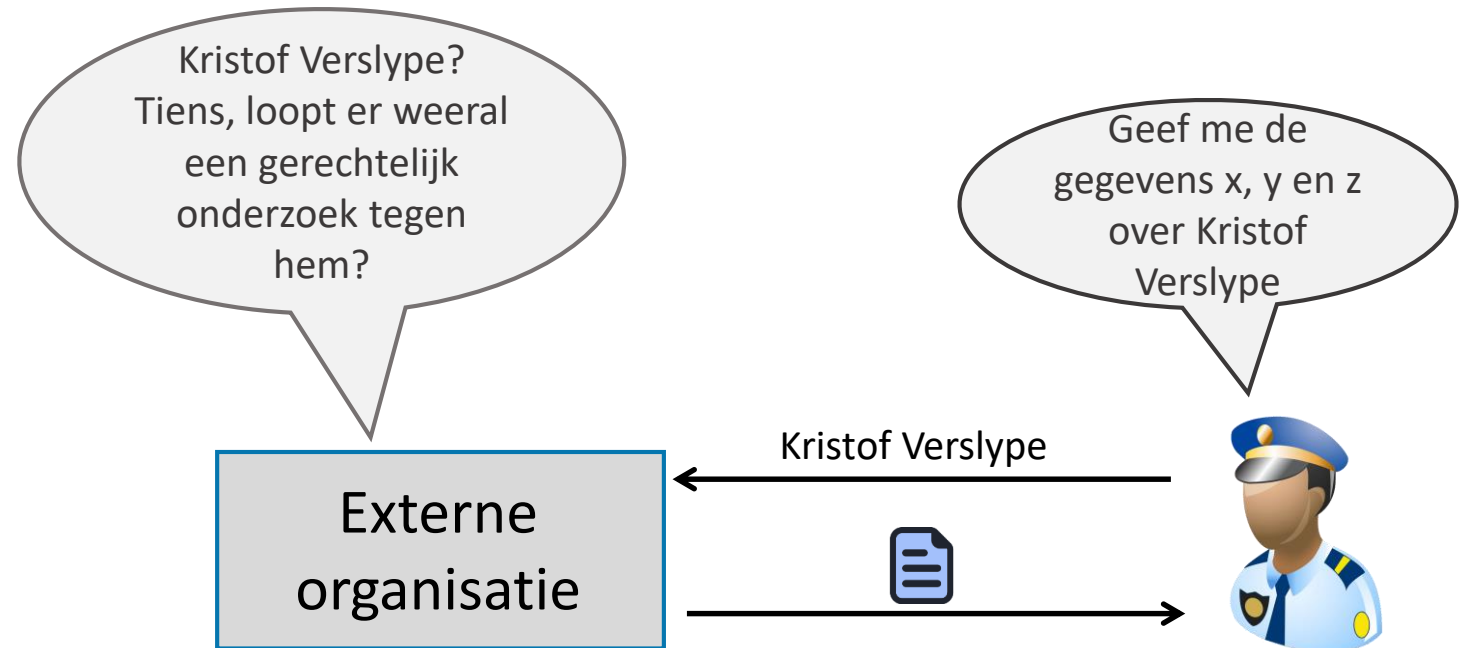 Kristof Verslype?
Tiens, loopt er weeral
een gerechtelijk
onderzoek tegen
hem?
Geef me de
gegevens x, y en z
over Kristof
Verslype
Kristof Verslype
Externe
organisatie